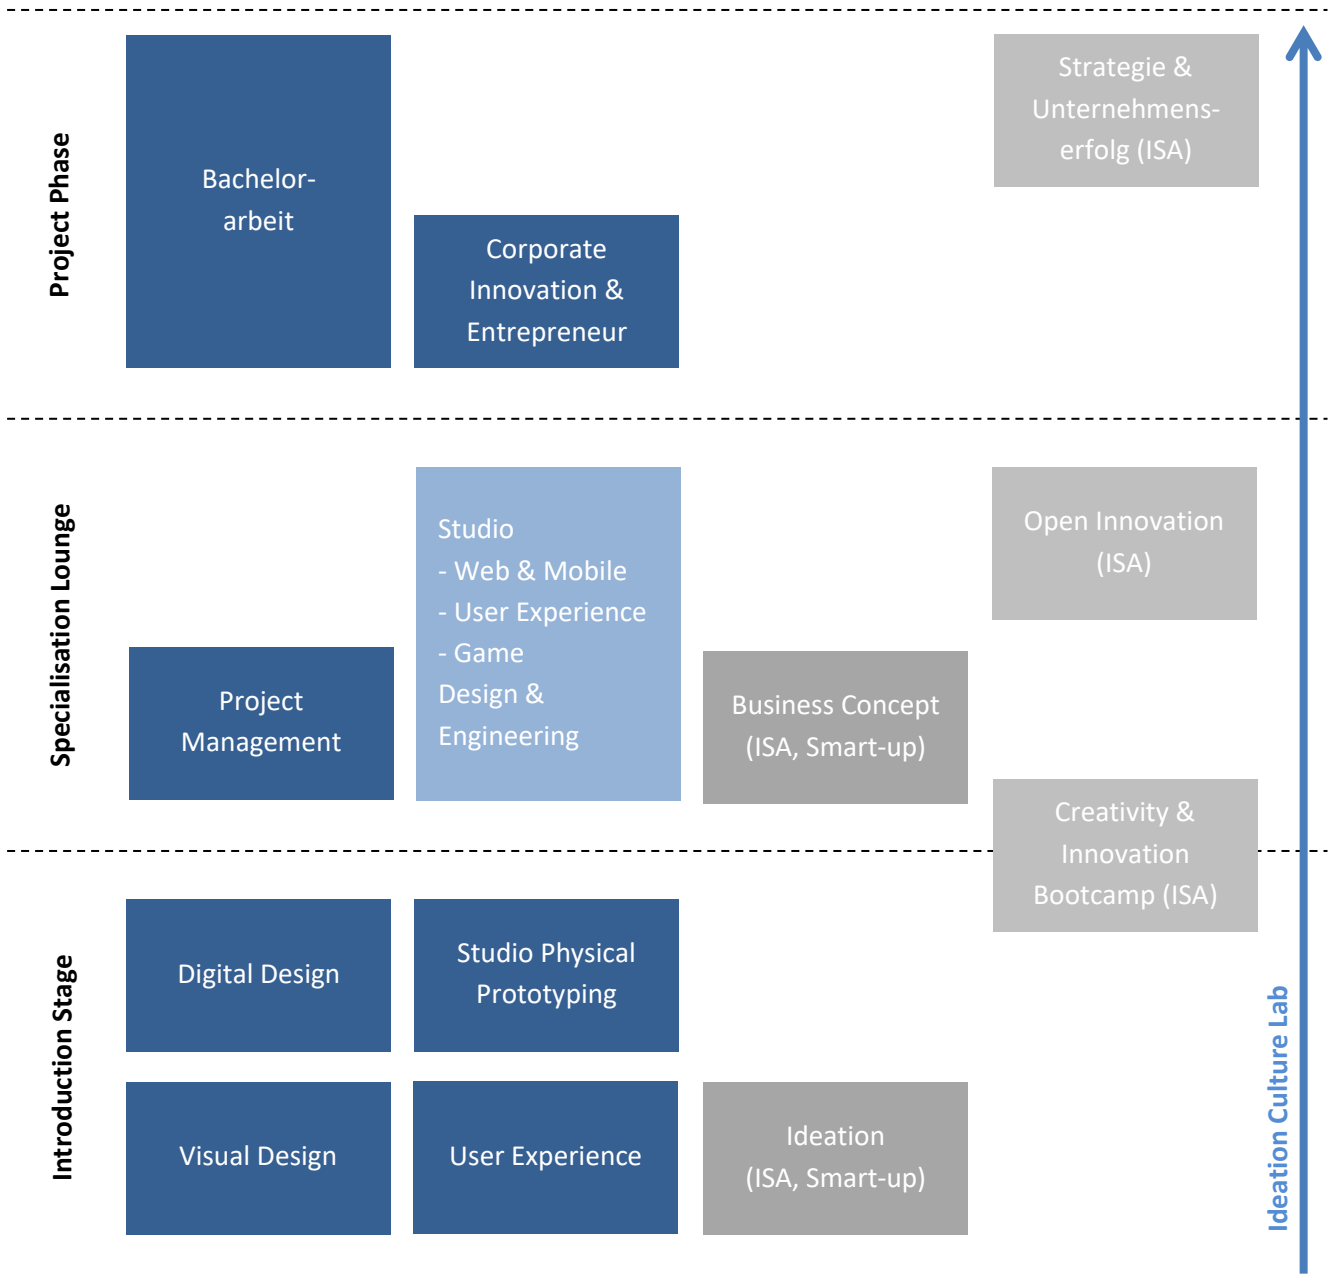 Project Phase
Bachelor-
arbeit
Corporate
Innovation &
Entrepreneur
Strategie &
Unternehmens-
erfolg (ISA)
Specialisation Lounge
Project
Management
Studio
- Web & Mobile
- User Experience
- Game
Design &
Engineering
Business Concept
(ISA, Smart-up)
Open Innovation
(ISA)
Creativity &
Innovation
Bootcamp (ISA)
Introduction Stage
Digital Design
Studio Physical
Prototyping
Visual Design
User Experience
Ideation
(ISA, Smart-up)
Ideation Culture Lab